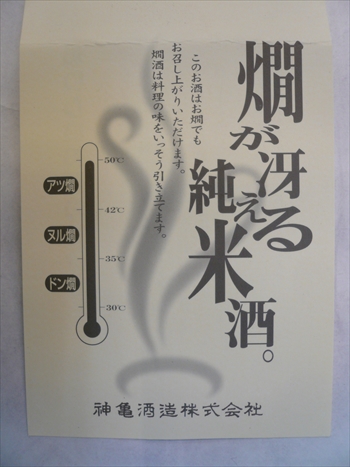 燗が冴える
純米酒。
このお酒はお燗でも
お召し上がりいただけます。
燗酒は料理の味をいっそう引き立てます。
50℃
アツ燗
42℃
ヌル燗
35℃
ドン燗
30℃
神亀酒造株式会社